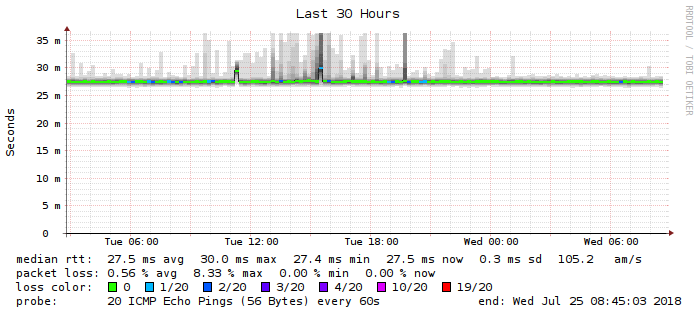 Last 30 Hours
RRDTOOL / TOBI OETIKER
Seconds
35 m
30 m
25 m
20 m
15 m
10 m
5 m
0
Tue 06:00 Tue 12:00 Tue 18:00 Wed 00:00 Wed 06:00
median rtt: 27.5 ms avg 30.0 ms max 27.4 ms min 27.5 ms now 0.3 ms sd 105.2 am/s
packet loss: 0.56 % avg 8.33 % max 0.00 % min 0.00 % now
loss color: 0 1/20 2/20 3/20 4/20 10/20 19/20
probe: 20 ICMP Echo Pings (56 Bytes) every 60s end: Wed Jul 25 08:45:03 2018